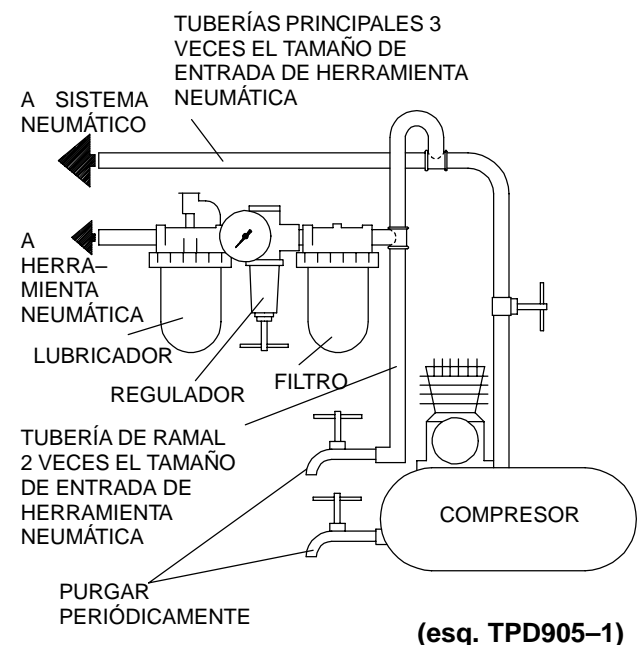 TUBERÍAS PRINCIPALES 3
VECES EL TAMAÑO DE
ENTRADA DE HERRAMIENTA
NEUMÁTICA
A SISTEMA
NEUMÁTICO
A
HERRA–
MIENTA
NEUMÁTICA
LUBRICADOR
REGULADOR
FILTRO
TUBERÍA DE RAMAL
2 VECES EL TAMAÑO
DE ENTRADA DE
HERRAMIENTA
NEUMÁTICA
COMPRESOR
PURGAR
PERIÓDICAMENTE
(esq. TPD905–1)